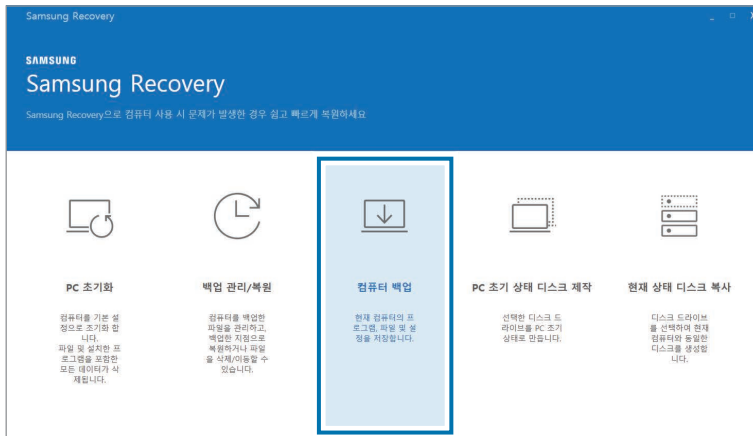 Samsung Recovery
SAMSUNG
Samsung Recovery
Samsung Recovery으로 컴퓨터 사용 시 문제가 발생한 경우 쉽고 빠르게 복원하세요
PC 초기화
컴퓨터를 기본 설
정으로 초기화 합
니다.
파일 및 설치한 프
로그램을 포함한
모든 데이터가 삭
제됩니다.
백업 관리/복원
컴퓨터를 백업한
파일을 관리하고,
백업한 지점으로
복원하거나 파일
을 삭제/이동할 수
있습니다.
컴퓨터 백업
현재 컴퓨터의 프
로그램, 파일 및 설
정을 저장합니다.
PC 초기 상태 디스크 제작
선택한 디스크 드
라이브를 PC 초기
상태로 만듭니다.
현재 상태 디스크 복사
디스크 드라이브
를 선택하여 현재
컴퓨터와 동일한
디스크를 생성합
니다.